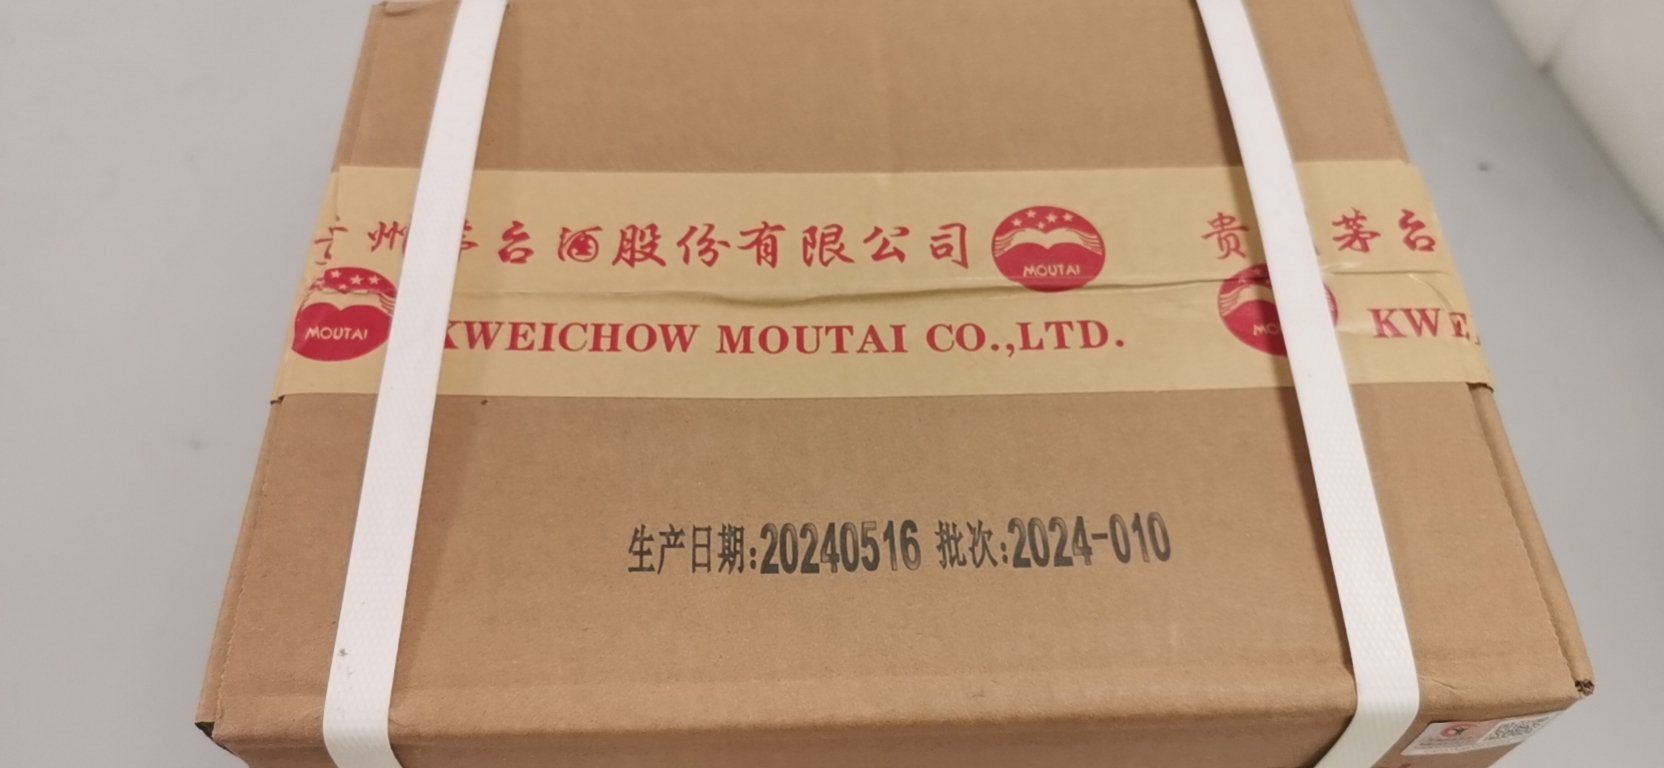 州 台酒股份有限公司
MOUTAI
贵 茅台
MOUTAI
KWEICHOW MOUTAI CO.,LTD.
MO
KWE
生产日期:20240516 批次:2024-010